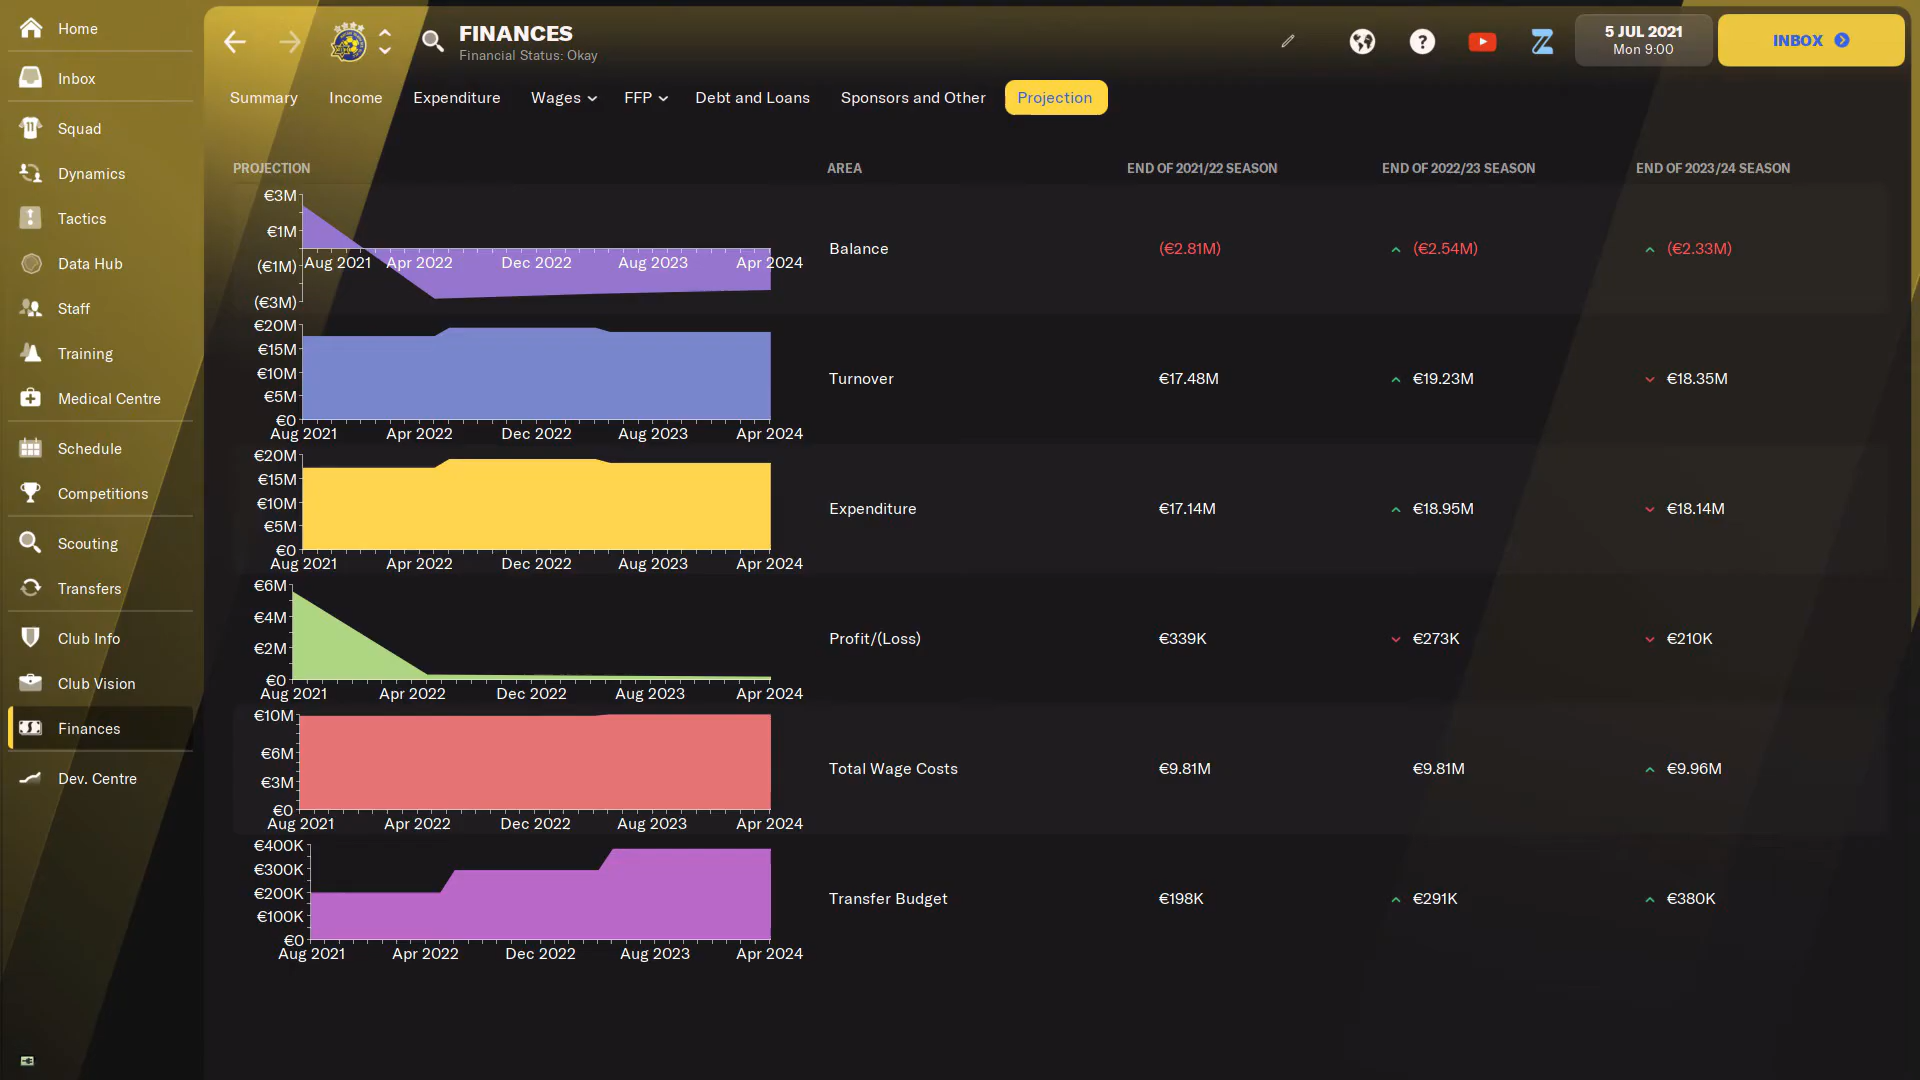 Home
Inbox
Squad
Dynamics
Tactics
Data Hub
Staff
Training
Medical Centre
Schedule
Competitions
Scouting
Transfers
Club Info
Club Vision
Finances
Dev. Centre
FINANCES
Financial Status: Okay
5 JUL 2021
Mon 9:00
INBOX
Summary Income Expenditure Wages FFP Debt and Loans Sponsors and Other Projection
PROJECTION AREA END OF 2021/22 SEASON END OF 2022/23 SEASON END OF 2023/24 SEASON
€3M
€1M
(€1M)
(€3M)
Aug 2021 Apr 2022 Dec 2022 Aug 2023 Apr 2024
Balance (€2.81M) (€2.54M) (€2.33M)
€20M
€15M
€10M
€5M
€0
Aug 2021 Apr 2022 Dec 2022 Aug 2023 Apr 2024
Turnover €17.48M €19.23M €18.35M
€20M
€15M
€10M
€5M
€0
Aug 2021 Apr 2022 Dec 2022 Aug 2023 Apr 2024
Expenditure €17.14M €18.95M €18.14M
€6M
€4M
€2M
€0
Aug 2021 Apr 2022 Dec 2022 Aug 2023 Apr 2024
Profit/(Loss) €339K €273K €210K
€10M
€6M
€3M
€0
Aug 2021 Apr 2022 Dec 2022 Aug 2023 Apr 2024
Total Wage Costs €9.81M €9.81M €9.96M
€400K
€300K
€200K
€100K
€0
Aug 2021 Apr 2022 Dec 2022 Aug 2023 Apr 2024
Transfer Budget €198K €291K €380K